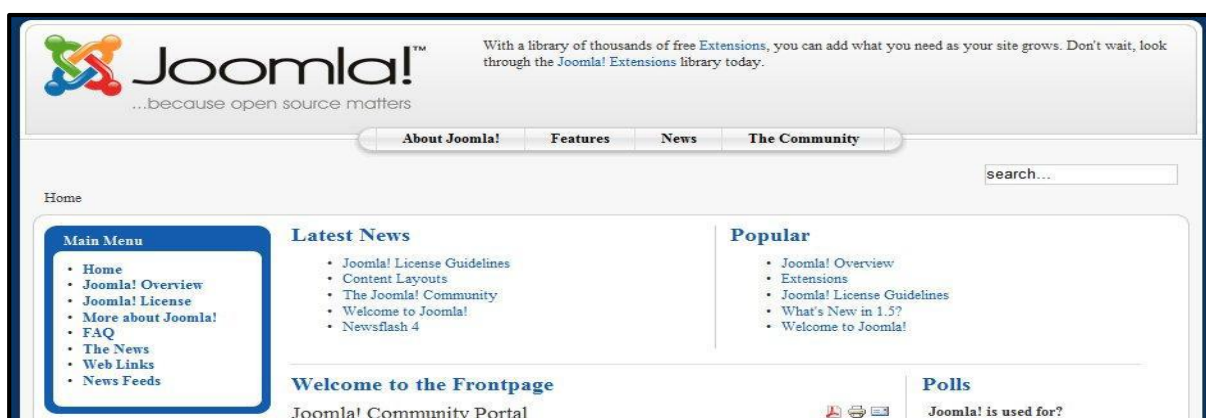 Joomla!™
...because open source matters
With a library of thousands of free Extensions, you can add what you need as your site grows. Don't wait, look
through the Joomla! Extensions library today.
About Joomla! Features News The Community
search...
Home
Main Menu
Home
Joomla! Overview
Joomla! License
More about Joomla!
FAQ
The News
Web Links
News Feeds
Latest News
Joomla! License Guidelines
Content Layouts
The Joomla! Community
Welcome to Joomla!
Newsflash 4
Popular
Joomla! Overview
Extensions
Joomla! License Guidelines
What's New in 1.5?
Welcome to Joomla!
Welcome to the Frontpage
Joomla! Community Portal
Polls
Joomla! is used for?